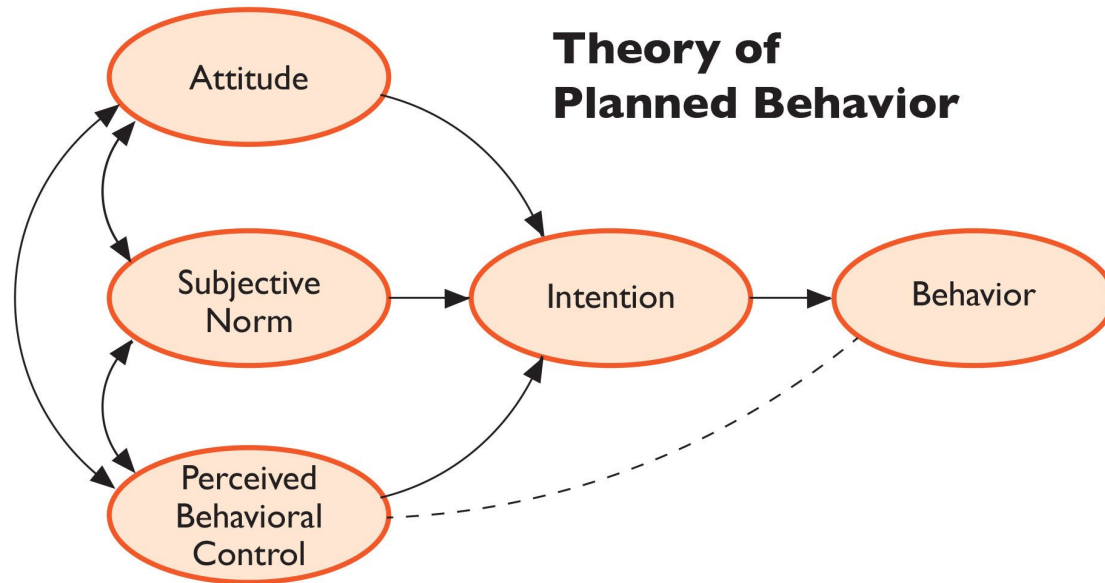 Theory of
Planned Behavior
Attitude
Subjective
Norm
Intention
Behavior
Perceived
Behavioral
Control